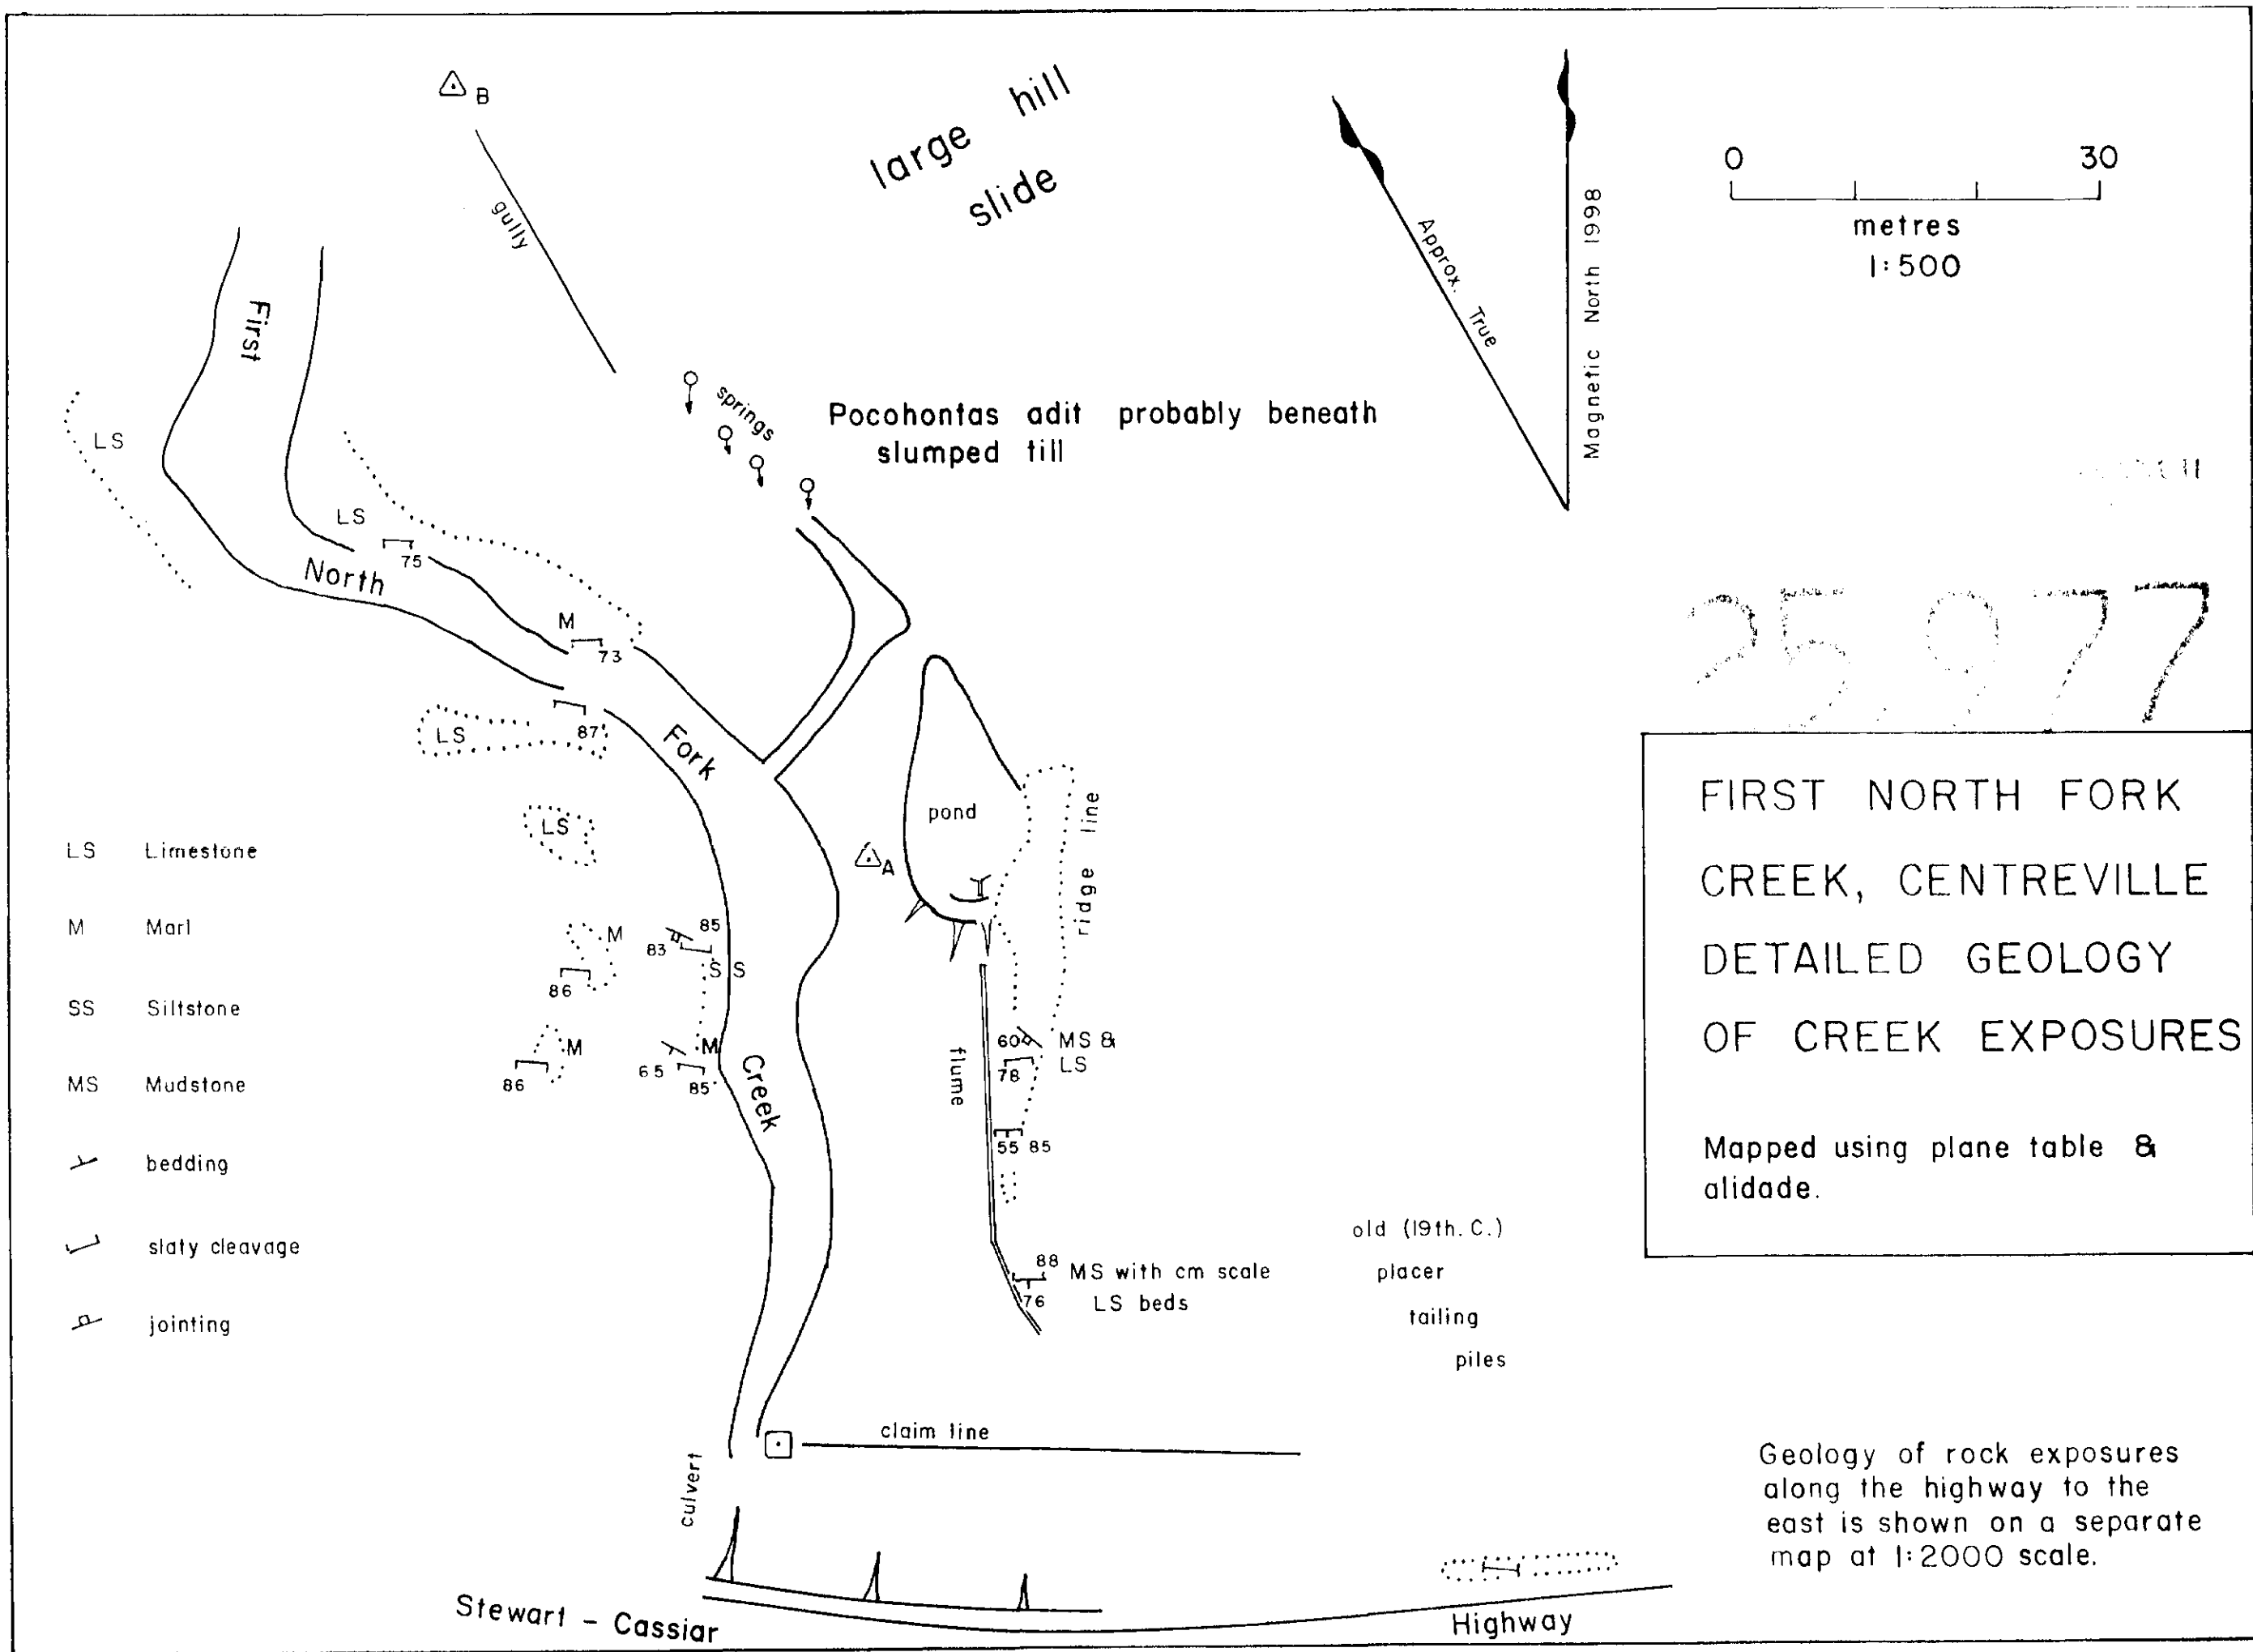 B
large hill
slide
gully
Approx. True
Magnetic North 1998
0 30
metres
1:500
First
North
Fork
Creek
springs
Pocohontas adit probably beneath
slumped till
LS
LS
75
M
73
LS
87
LS
M
86
M
86
85
83
SS
M
65
85
pond
A
ridge line
flume
60
MS &
LS
78
55 85
88
MS with cm scale
LS beds
76
old (19th. C.)
placer
tailing
piles
claim line
culvert
Stewart - Cassiar
Highway
LS Limestone
M Marl
SS Siltstone
MS Mudstone
bedding
slaty cleavage
jointing
25,977
FIRST NORTH FORK
CREEK, CENTREVILLE
DETAILED GEOLOGY
OF CREEK EXPOSURES
Mapped using plane table &
alidade.
Geology of rock exposures
along the highway to the
east is shown on a separate
map at 1:2000 scale.